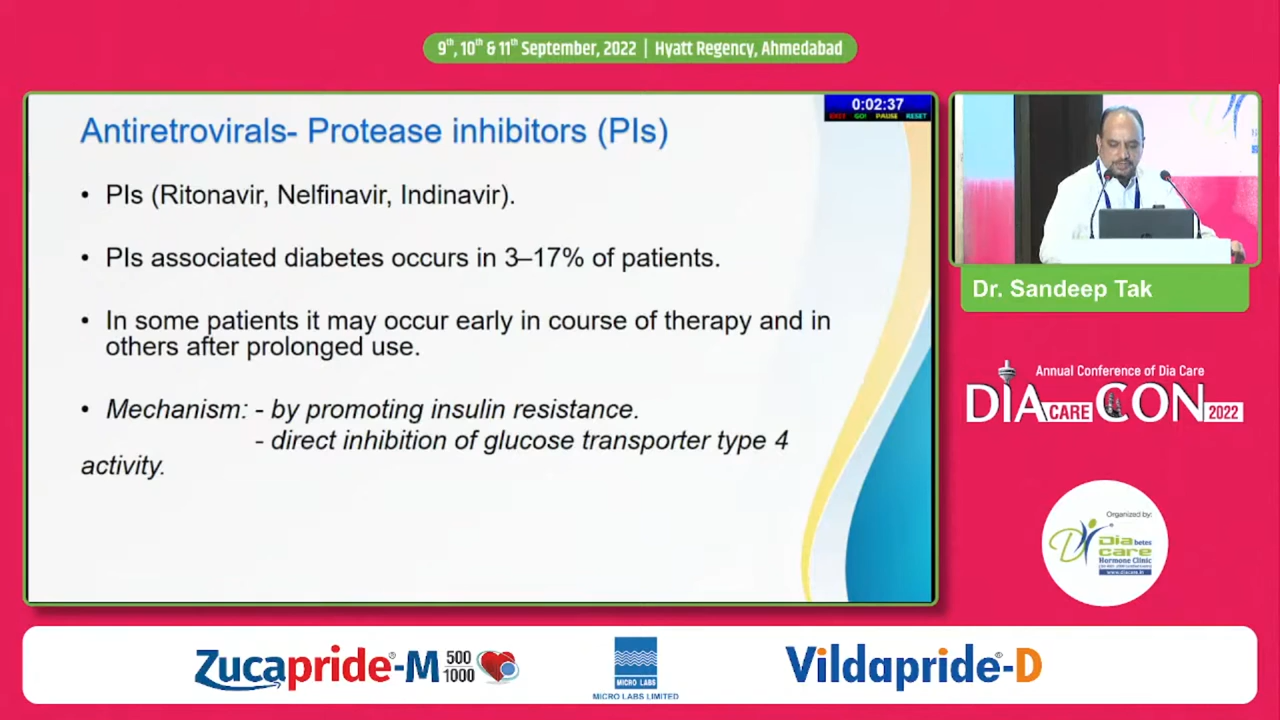 9th, 10th & 11th September, 2022 | Hyatt Regency, Ahmedabad
0:02:37
PAUSE RESET
Antiretrovirals- Protease inhibitors (PIs)
• PIs (Ritonavir, Nelfinavir, Indinavir).
• PIs associated diabetes occurs in 3–17% of patients.
• In some patients it may occur early in course of therapy and in
others after prolonged use.
• Mechanism: - by promoting insulin resistance.
- direct inhibition of glucose transporter type 4
activity.
Dr. Sandeep Tak
Annual Conference of Dia Care
DIA CARE CON 2022
Organized by:
Diabetes
care
Hormone Clinic
Zucapride®-M 500
1000
MICRO LABS
MICRO LABS LIMITED
Vildapride®-D